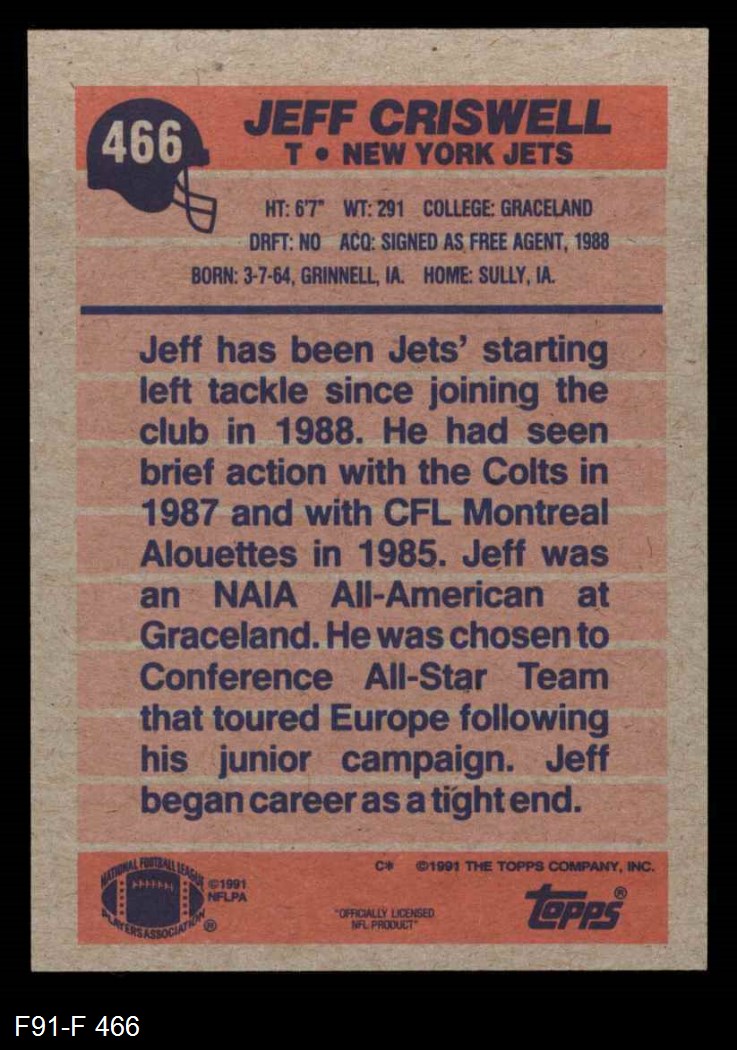 466
JEFF CRISWELL
T • NEW YORK JETS
HT: 6'7" WT: 291 COLLEGE: GRACELAND
DRFT: NO ACQ: SIGNED AS FREE AGENT, 1988
BORN: 3-7-64, GRINNELL, IA. HOME: SULLY, IA.
Jeff has been Jets' starting
left tackle since joining the
club in 1988. He had seen
brief action with the Colts in
1987 and with CFL Montreal
Alouettes in 1985. Jeff was
an NAIA All-American at
Graceland. He was chosen to
Conference All-Star Team
that toured Europe following
his junior campaign. Jeff
began career as a tight end.
NATIONAL FOOTBALL LEAGUE
PLAYERS ASSOCIATION ®
©1991
NFLPA
C* ©1991 THE TOPPS COMPANY, INC.
"OFFICIALLY LICENSED
NFL PRODUCT"
topps®
F91-F 466